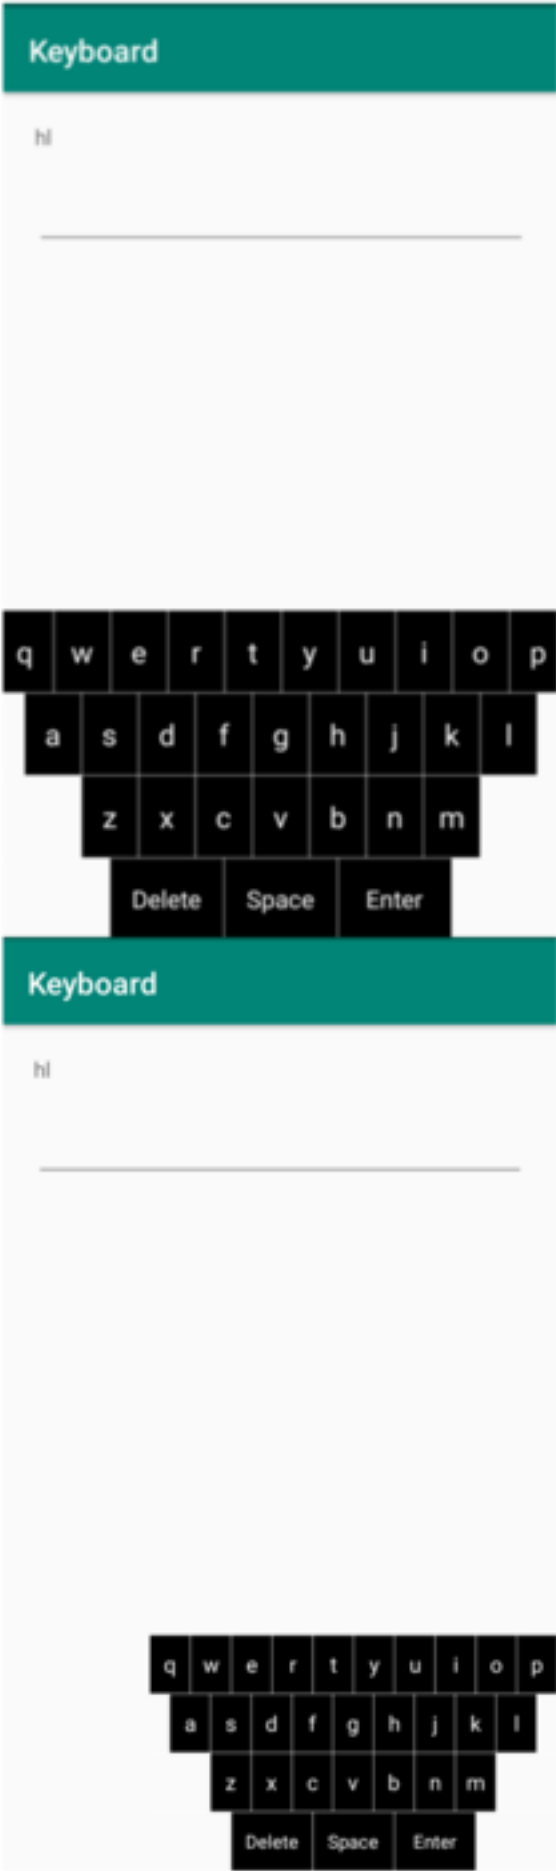 Keyboard
hl
q w e r t y u i o p
a s d f g h j k l
z x c v b n m
Delete Space Enter
Keyboard
hl
q w e r t y u i o p
a s d f g h j k l
z x c v b n m
Delete Space Enter